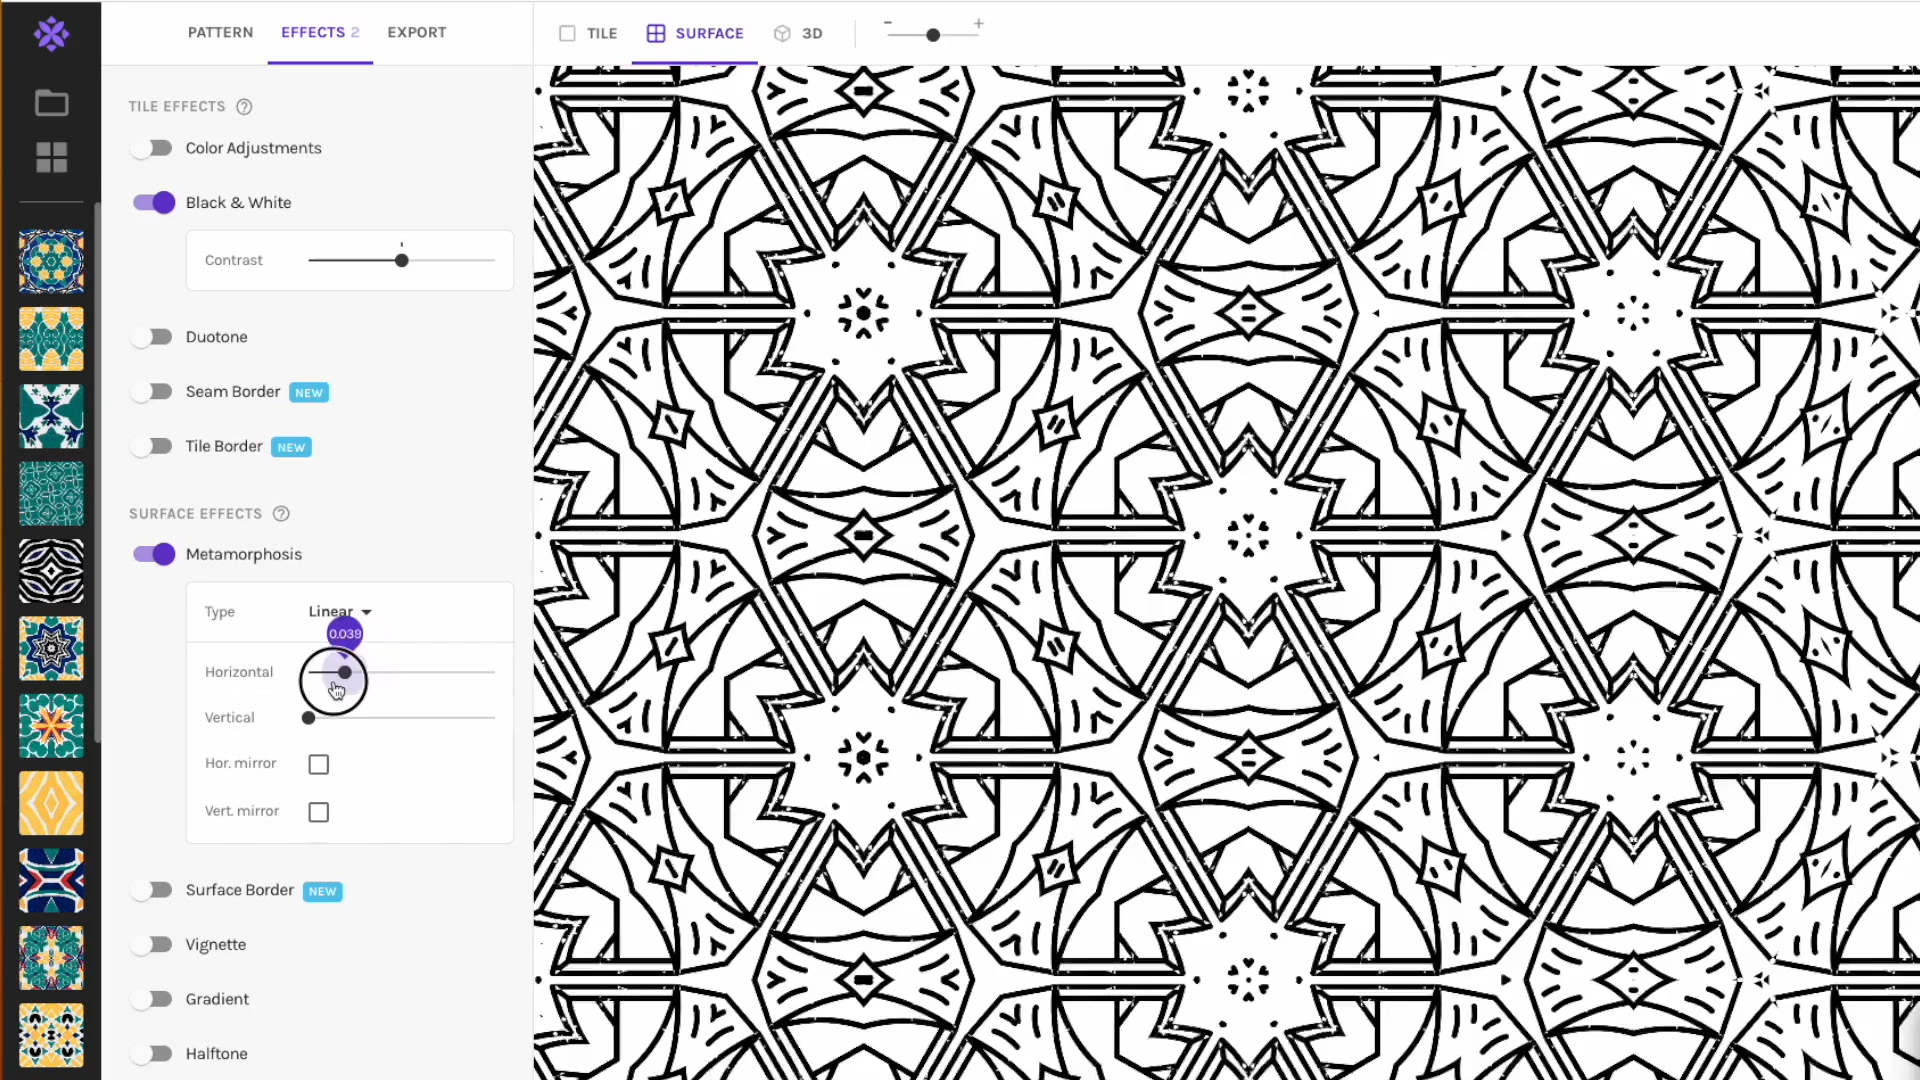 PATTERN EFFECTS 2 EXPORT
TILE SURFACE 3D - +
TILE EFFECTS ?
Color Adjustments
Black & White
Contrast
Duotone
Seam Border NEW
Tile Border NEW
SURFACE EFFECTS ?
Metamorphosis
Type Linear
0.039
Horizontal
Vertical
Hor. mirror
Vert. mirror
Surface Border NEW
Vignette
Gradient
Halftone